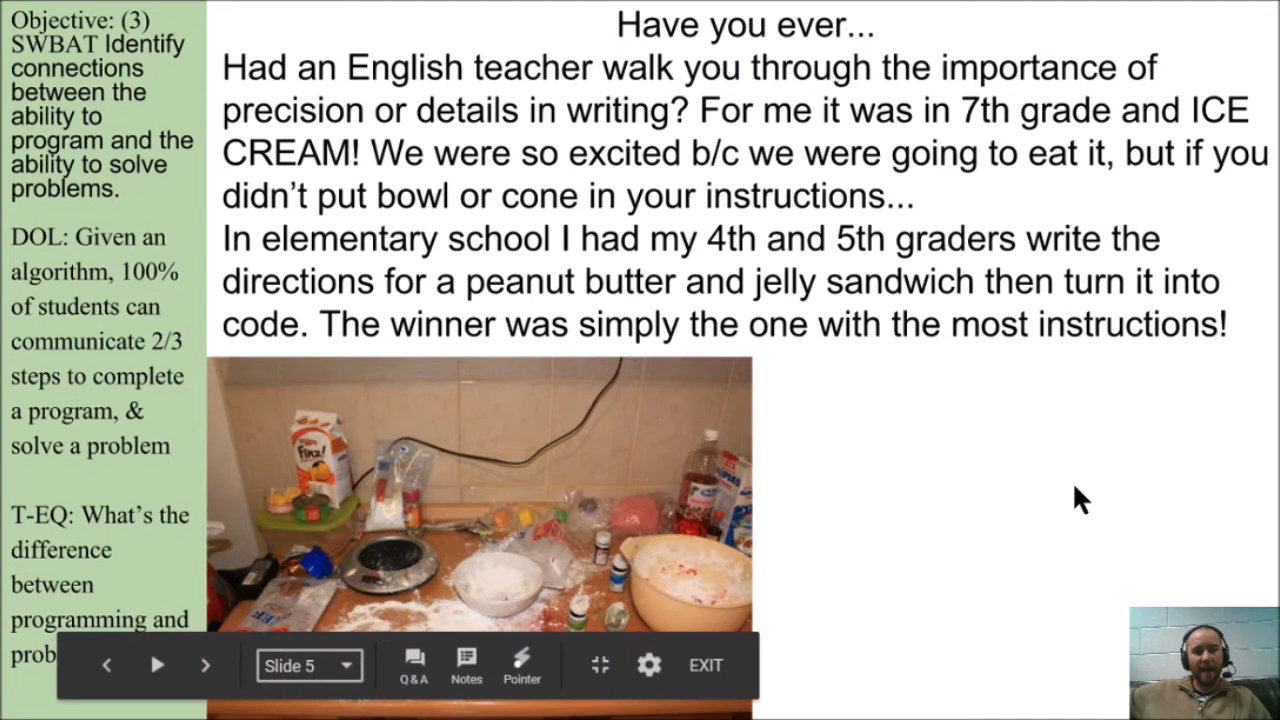 Objective: (3)
SWBAT Identify
connections
between the
ability to
program and the
ability to solve
problems.
DOL: Given an
algorithm, 100%
of students can
communicate 2/3
steps to complete
a program, &
solve a problem
T-EQ: What's the
difference
between
programming and
prob
Have you ever...
Had an English teacher walk you through the importance of
precision or details in writing? For me it was in 7th grade and ICE
CREAM! We were so excited b/c we were going to eat it, but if you
didn't put bowl or cone in your instructions...
In elementary school I had my 4th and 5th graders write the
directions for a peanut butter and jelly sandwich then turn it into
code. The winner was simply the one with the most instructions!
Finz!
Slide 5
Q & A
Notes
Pointer
EXIT